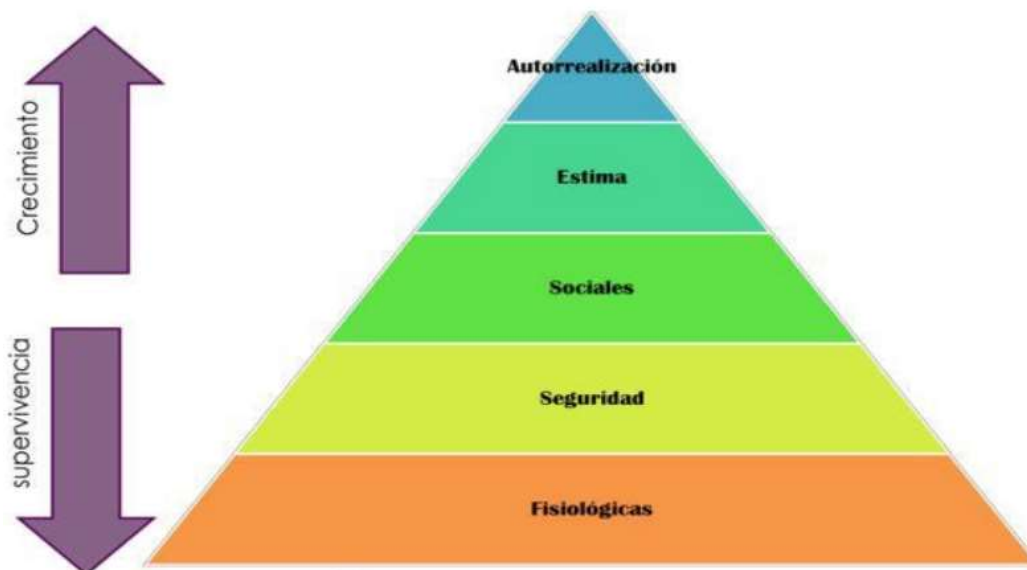 Crecimiento
supervivencia
Autorrealización
Estima
Sociales
Seguridad
Fisiológicas